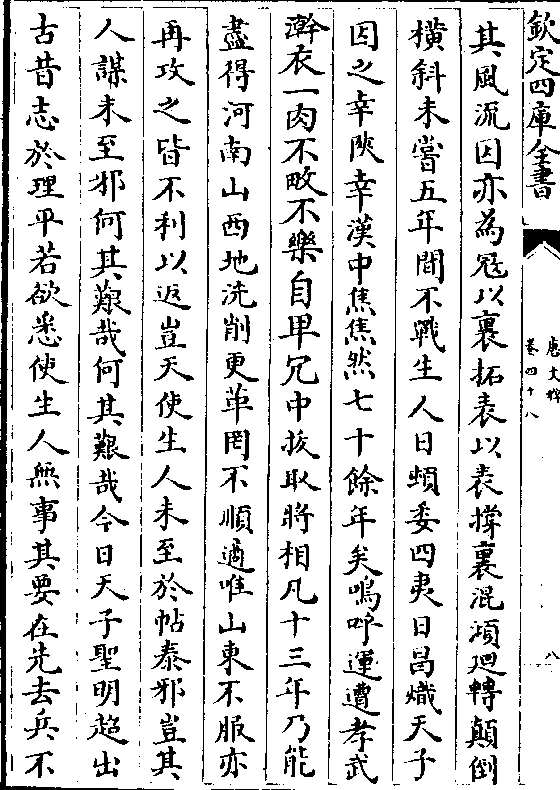 欽定四庫全書
唐文粹
卷四十八
八
其風流因亦為冦以裏拓表以表撐裏混澒廻轉顛倒
橫斜未嘗五年間不戰生人日頓委四夷日昌熾天子
因之幸陜幸漢中焦焦然七十餘年矣嗚呼運遭孝武
澣衣一肉不畋不樂自卑冗中拔取將相凡十三年乃能
盡得河南山西地洗削更革罔不順適唯山東不服亦
再攻之皆不利以返豈天使生人未至於帖泰邪豈其
人謀未至邪何其艱哉何其艱哉今日天子聖明超出
古昔志於理平若欲悉使生人無事其要在先去兵不